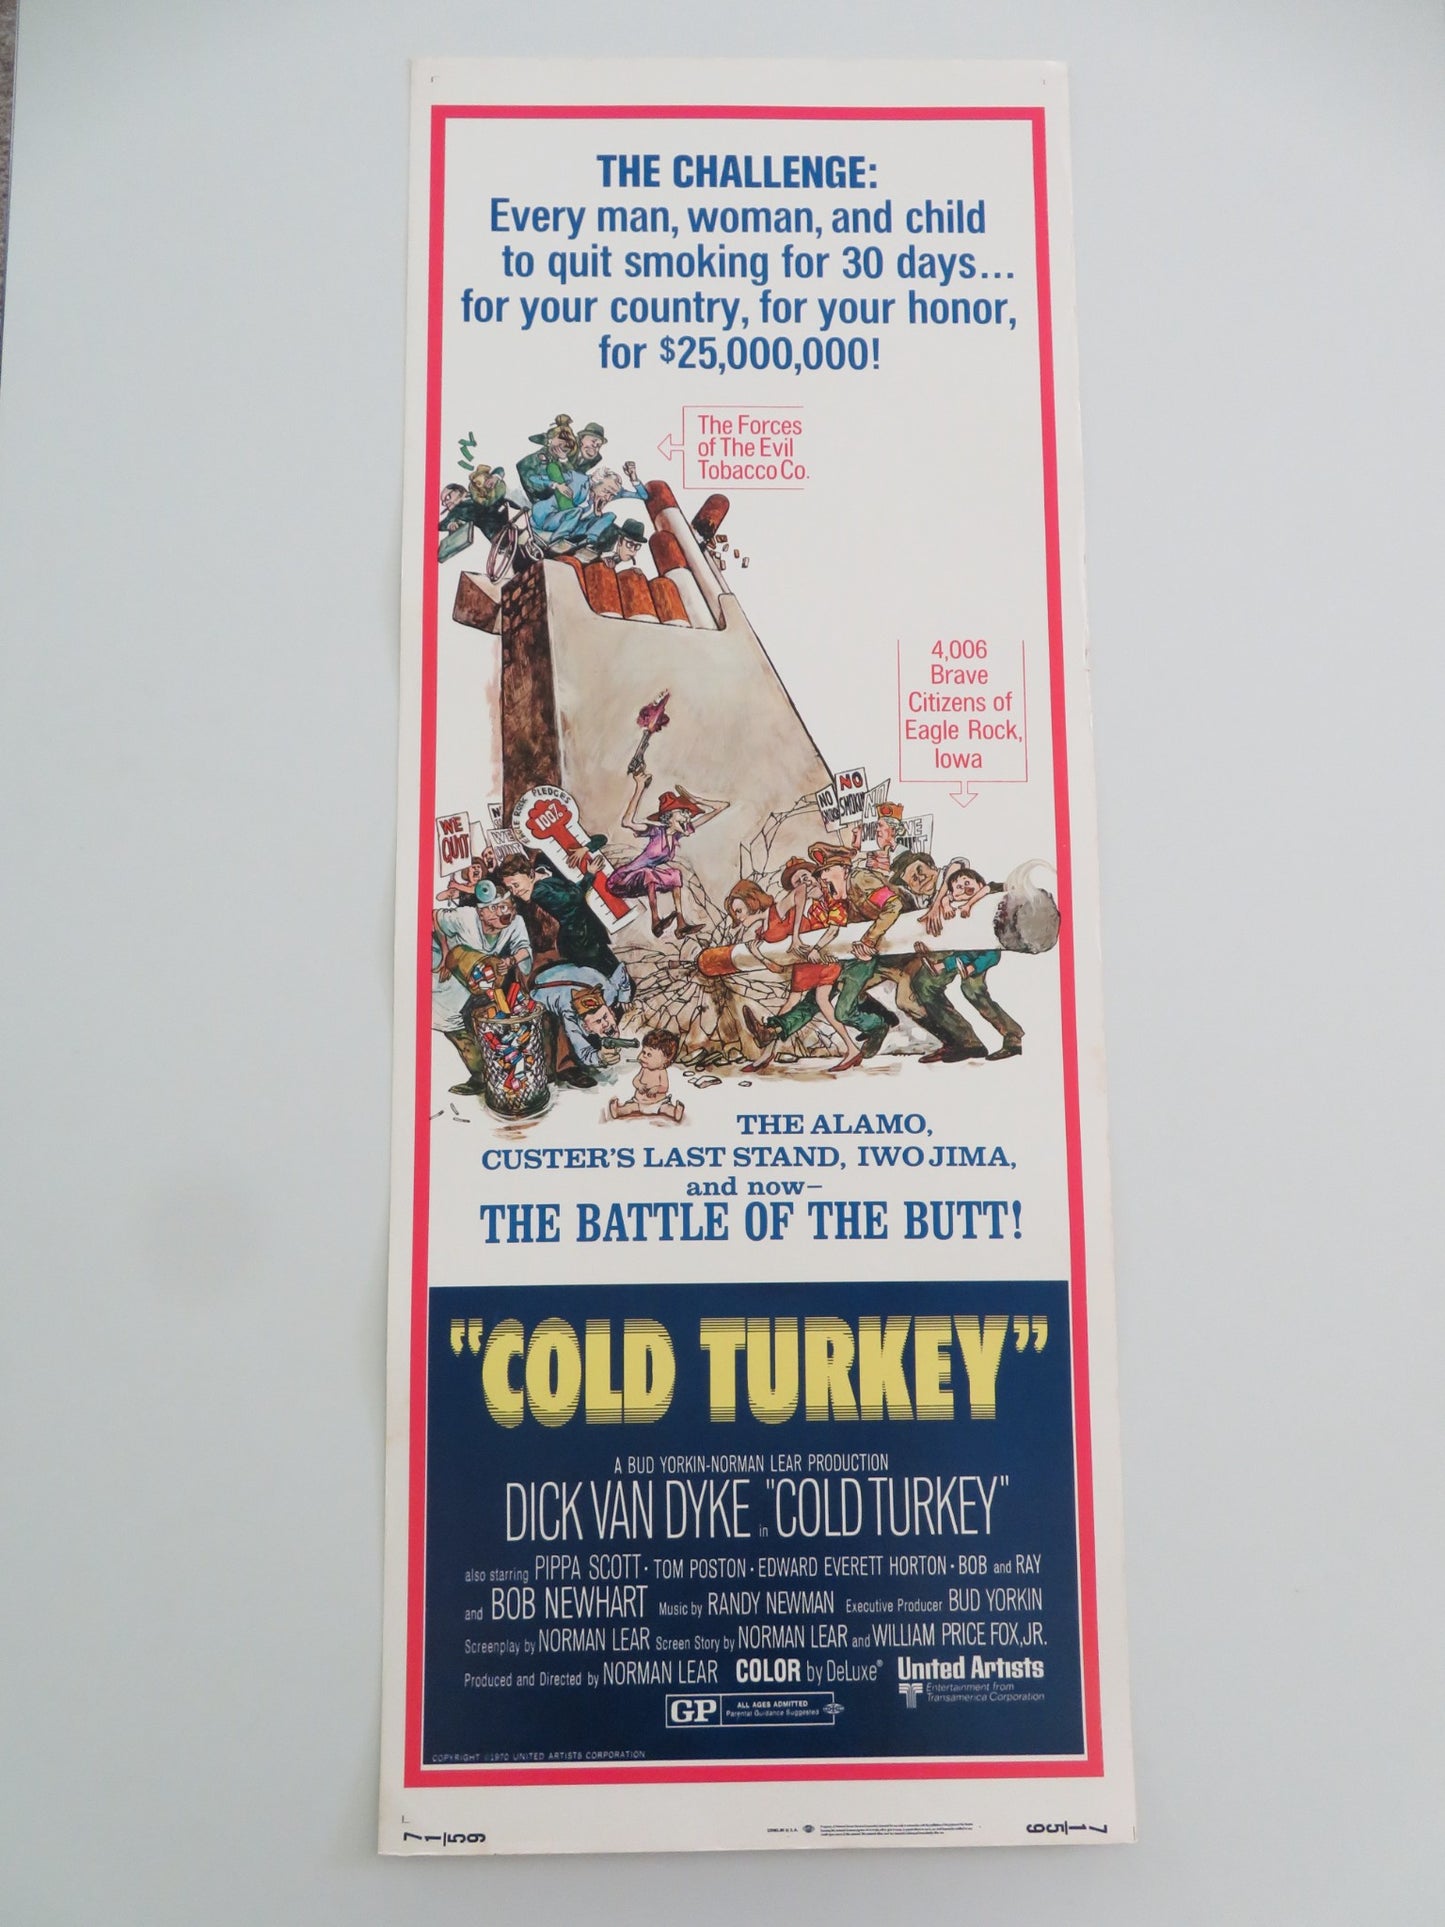 THE CHALLENGE:
Every man, woman, and child
to quit smoking for 30 days...
for your country, for your honor,
for $25,000,000!
The Forces
of The Evil
Tobacco Co.
4,006
Brave
Citizens of
Eagle Rock,
Iowa
PLEDGES
100%
WE
QUIT
NO
SMOKING
NO
WE
QUIT
THE ALAMO,
CUSTER'S LAST STAND, IWO JIMA,
and now–
THE BATTLE OF THE BUTT!
"COLD TURKEY"
A BUD YORKIN-NORMAN LEAR PRODUCTION
DICK VAN DYKE in "COLD TURKEY"
also starring PIPPA SCOTT · TOM POSTON · EDWARD EVERETT HORTON · BOB and RAY
and BOB NEWHART Music by RANDY NEWMAN Executive Producer BUD YORKIN
Screenplay by NORMAN LEAR Screen Story by NORMAN LEAR and WILLIAM PRICE FOX, JR.
Produced and Directed by NORMAN LEAR COLOR by DeLuxe® United Artists
Entertainment from
Transamerica Corporation
GP ALL AGES ADMITTED
Parental Guidance Suggested
COPYRIGHT ©1970 UNITED ARTISTS CORPORATION
71/59
71/59